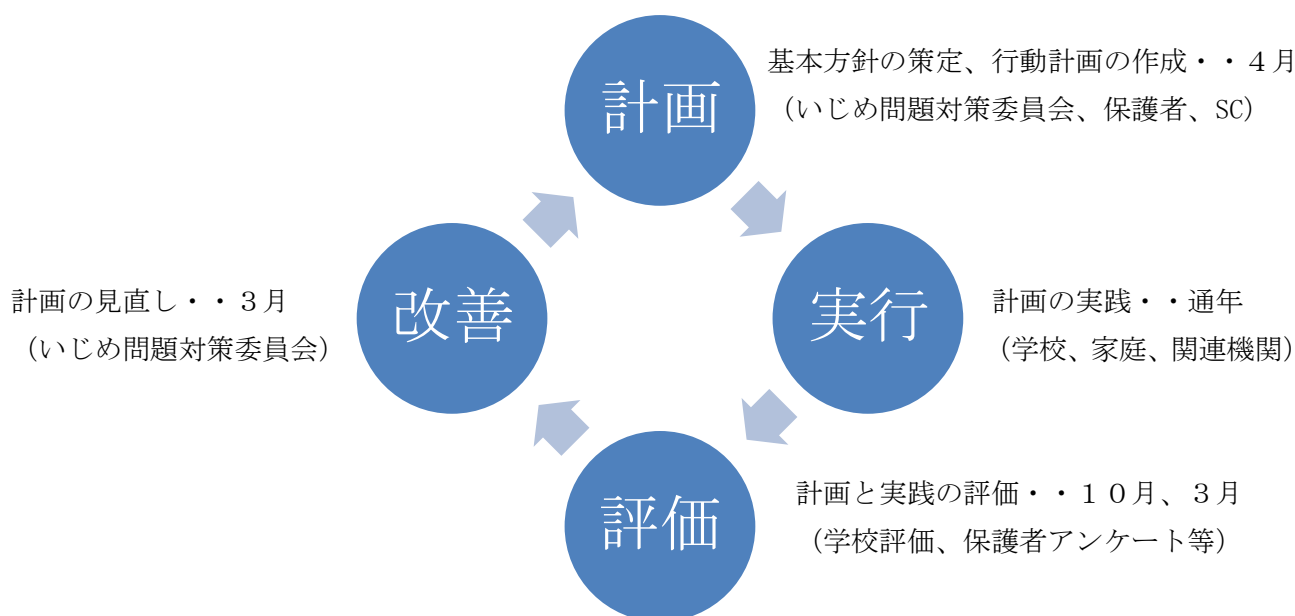 計画
基本方針の策定、行動計画の作成・・４月
（いじめ問題対策委員会、保護者、SC）
実行
計画の実践・・通年
（学校、家庭、関連機関）
評価
計画と実践の評価・・１０月、３月
（学校評価、保護者アンケート等）
改善
計画の見直し・・３月
（いじめ問題対策委員会）